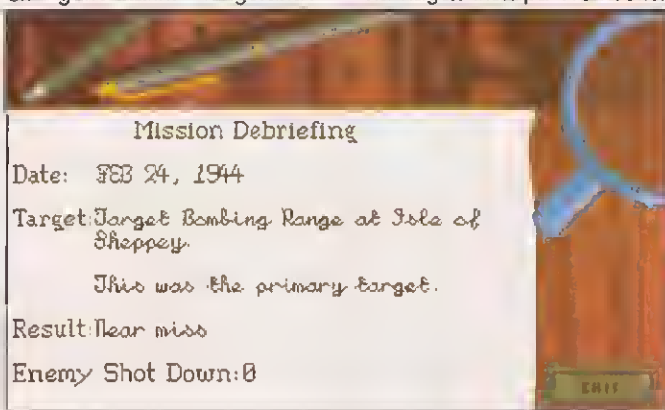 Mission Debriefing
Date: FEB 24, 1944
Target: Target Bombing Range at Isle of
Sheppey.
This was the primary target.
Result: Near miss
Enemy Shot Down: 0
EXIT